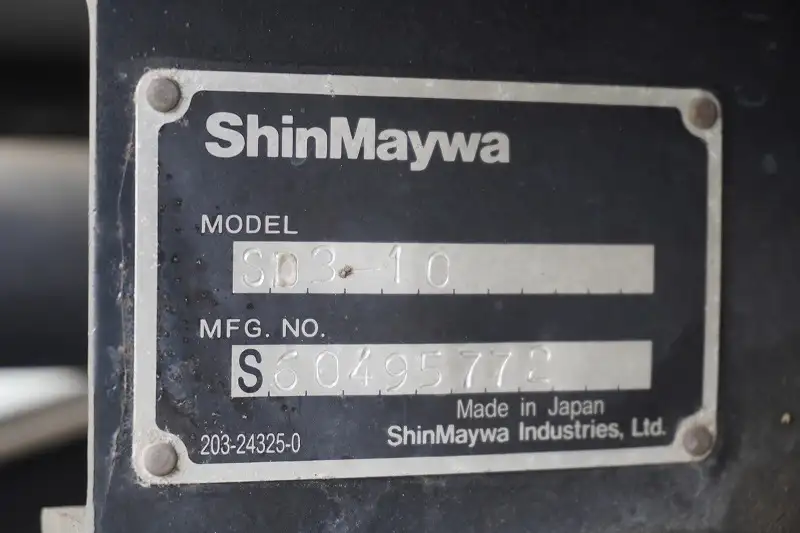 ShinMaywa
MODEL
SD3-10
MFG. NO.
S60495772
Made in Japan
203-24325-0 ShinMaywa Industries, Ltd.